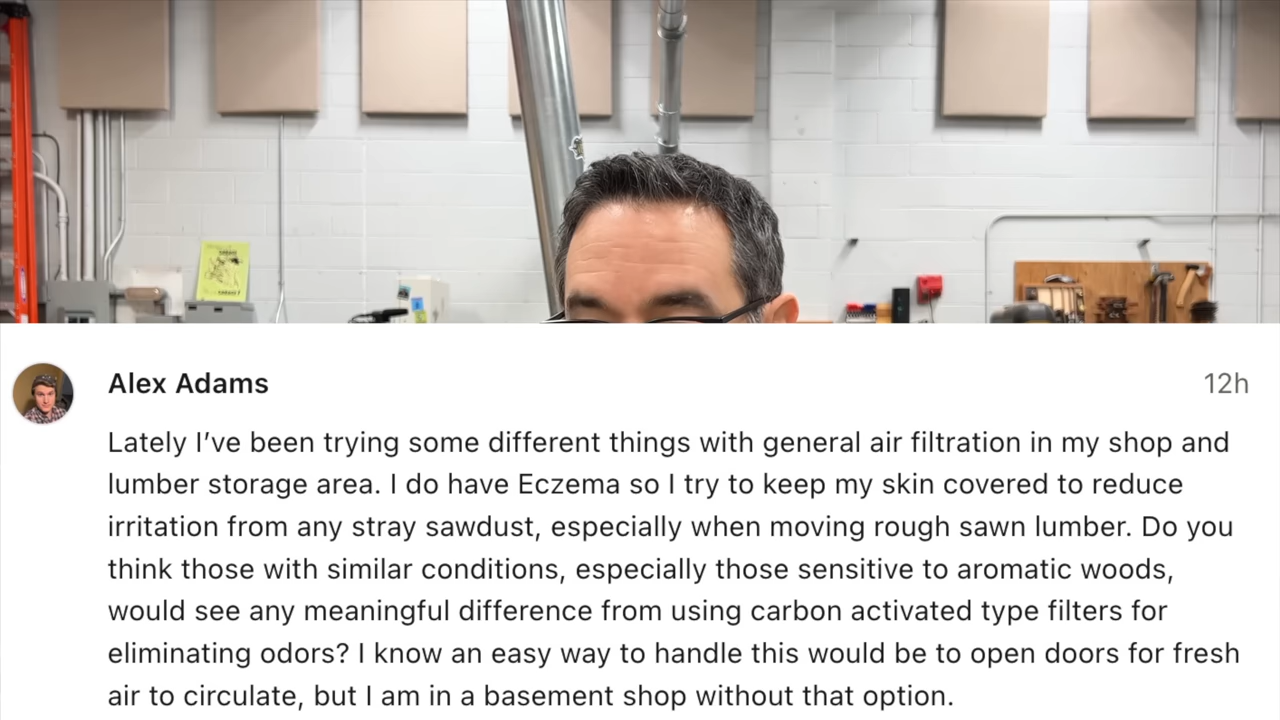 Alex Adams
12h
Lately I’ve been trying some different things with general air filtration in my shop and
lumber storage area. I do have Eczema so I try to keep my skin covered to reduce
irritation from any stray sawdust, especially when moving rough sawn lumber. Do you
think those with similar conditions, especially those sensitive to aromatic woods,
would see any meaningful difference from using carbon activated type filters for
eliminating odors? I know an easy way to handle this would be to open doors for fresh
air to circulate, but I am in a basement shop without that option.